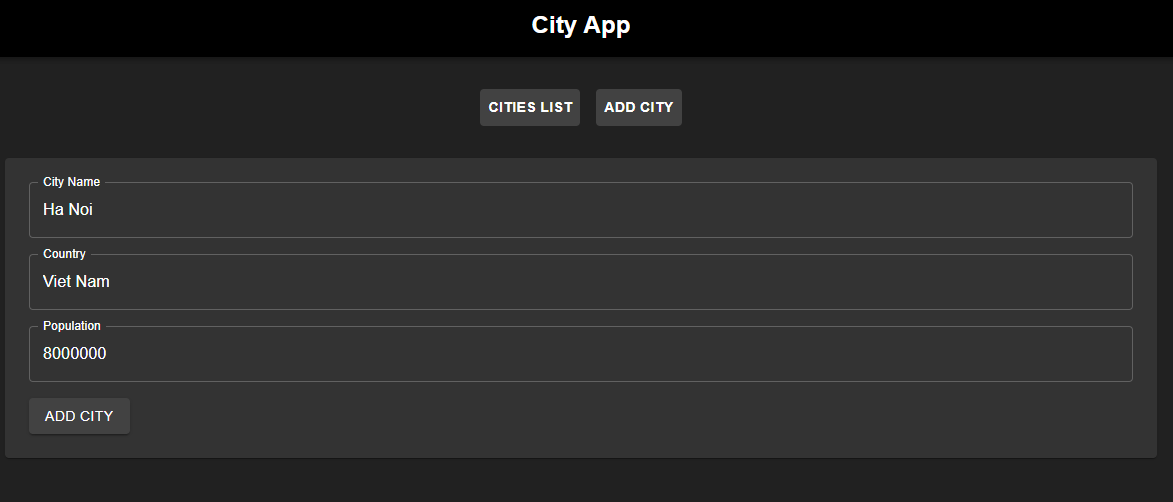 City App
CITIES LIST ADD CITY
City Name
Ha Noi
Country
Viet Nam
Population
8000000
ADD CITY